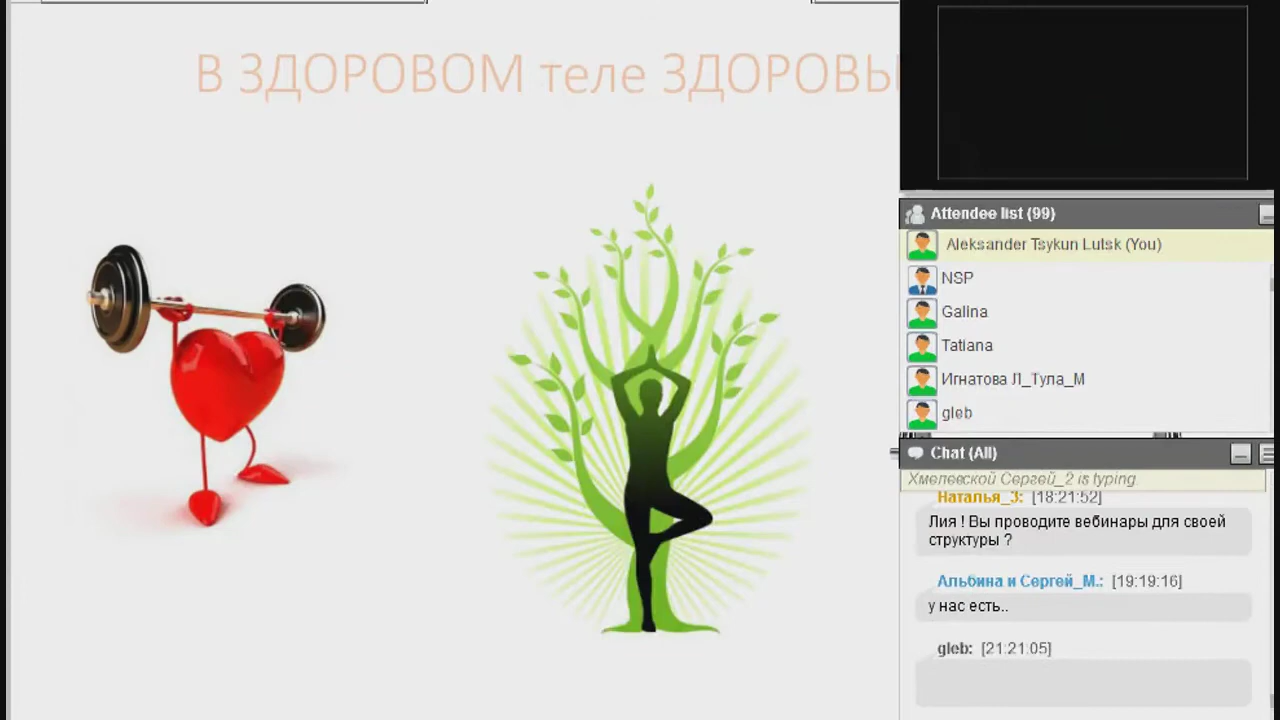 В ЗДОРОВОМ теле ЗДОРОВЫ
Attendee list (99)
Aleksander Tsykun Lutsk (You)
NSP
Galina
Tatiana
Игнатова Л_Тула_М
gleb
Chat (All)
Хмелевской Сергей_2 is typing.
Наталья_3: [18:21:52]
Лия ! Вы проводите вебинары для своей
структуры ?
Альбина и Сергей_М.: [19:19:16]
у нас есть..
gleb: [21:21:05]